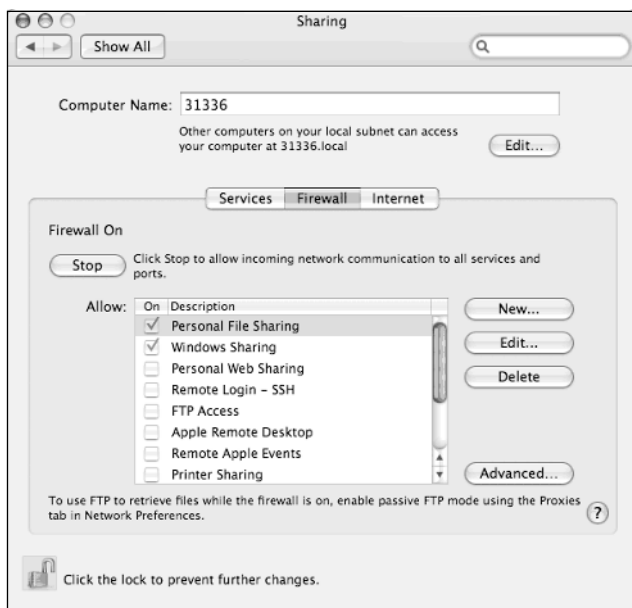 Sharing
Show All
Computer Name: 31336
Other computers on your local subnet can access
your computer at 31336.local
Edit...
Services Firewall Internet
Firewall On
Stop
Click Stop to allow incoming network communication to all services and
ports.
Allow:
On Description
Personal File Sharing
Windows Sharing
Personal Web Sharing
Remote Login – SSH
FTP Access
Apple Remote Desktop
Remote Apple Events
Printer Sharing
New...
Edit...
Delete
Advanced...
To use FTP to retrieve files while the firewall is on, enable passive FTP mode using the Proxies
tab in Network Preferences.
?
Click the lock to prevent further changes.